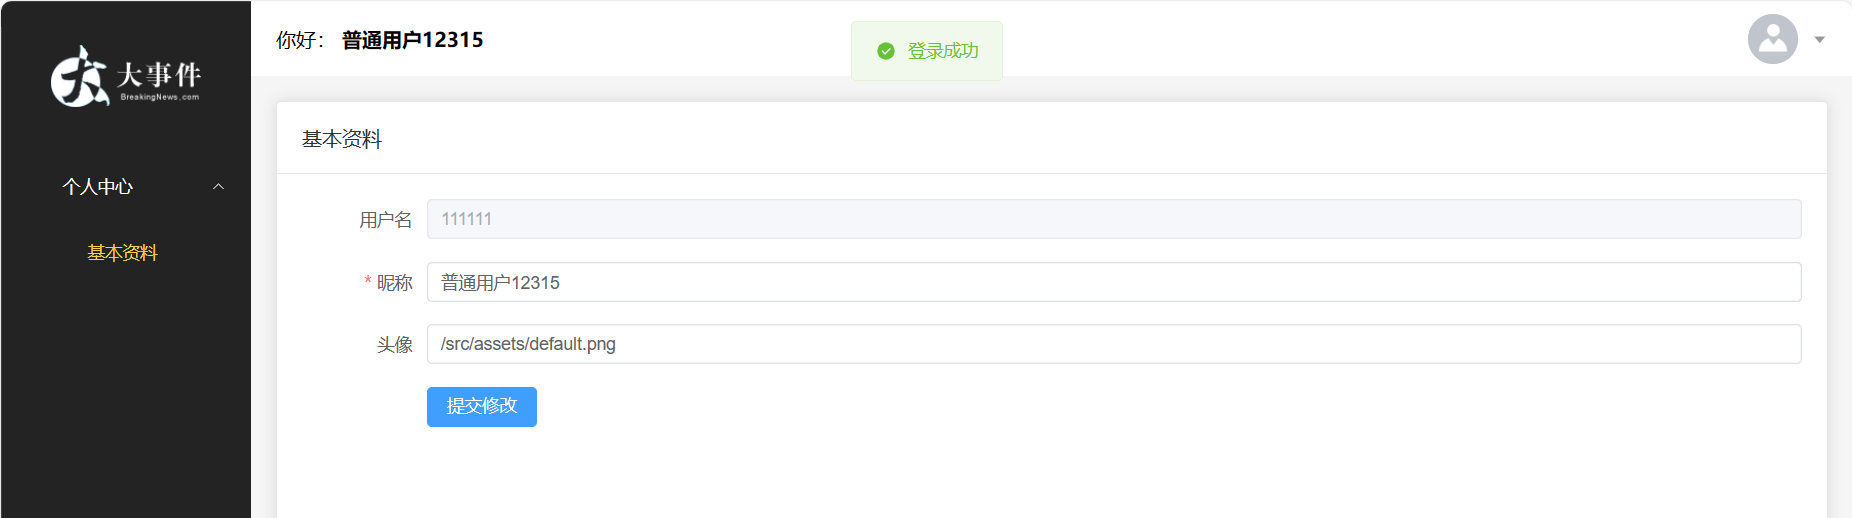 大事件
BreakingNews.com
个人中心
基本资料
你好： 普通用户12315
登录成功
基本资料
用户名 111111
* 昵称 普通用户12315
头像 /src/assets/default.png
提交修改